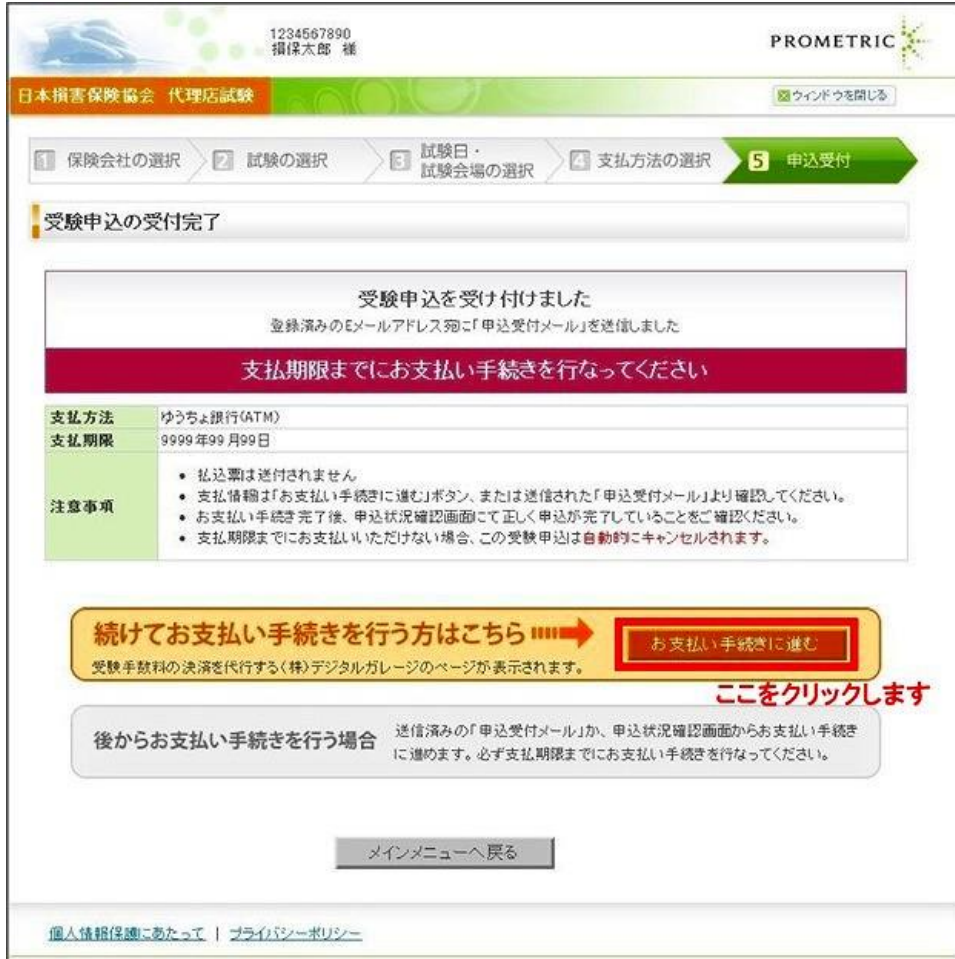 1234567890
損保太郎 様
PROMETRIC
日本損害保険協会 代理店試験
ウィンドウを閉じる
1 保険会社の選択
2 試験の選択
3 試験日・
試験会場の選択
4 支払方法の選択
5 申込受付
受験申込の受付完了
受験申込を受け付けました
登録済みのEメールアドレス宛に「申込受付メール」を送信しました
支払期限までにお支払い手続きを行なってください
支払方法 ゆうちょ銀行(ATM)
支払期限 9999年99月99日
注意事項
• 払込票は送付されません
• 支払情報は「お支払い手続きに進む」ボタン、または送信された「申込受付メール」より確認してください。
• お支払い手続き完了後、申込状況確認画面にて正しく申込が完了していることをご確認ください。
• 支払期限までにお支払いいただけない場合、この受験申込は自動的にキャンセルされます。
続けてお支払い手続きを行う方はこちら
お支払い手続きに進む
受験手数料の決済を代行する(株)デジタルガレージのページが表示されます。
ここをクリックします
後からお支払い手続きを行う場合
送信済みの「申込受付メール」か、申込状況確認画面からお支払い手続き
に進めます。必ず支払期限までにお支払い手続きを行なってください。
メインメニューへ戻る
個人情報保護にあたって | プライバシーポリシー